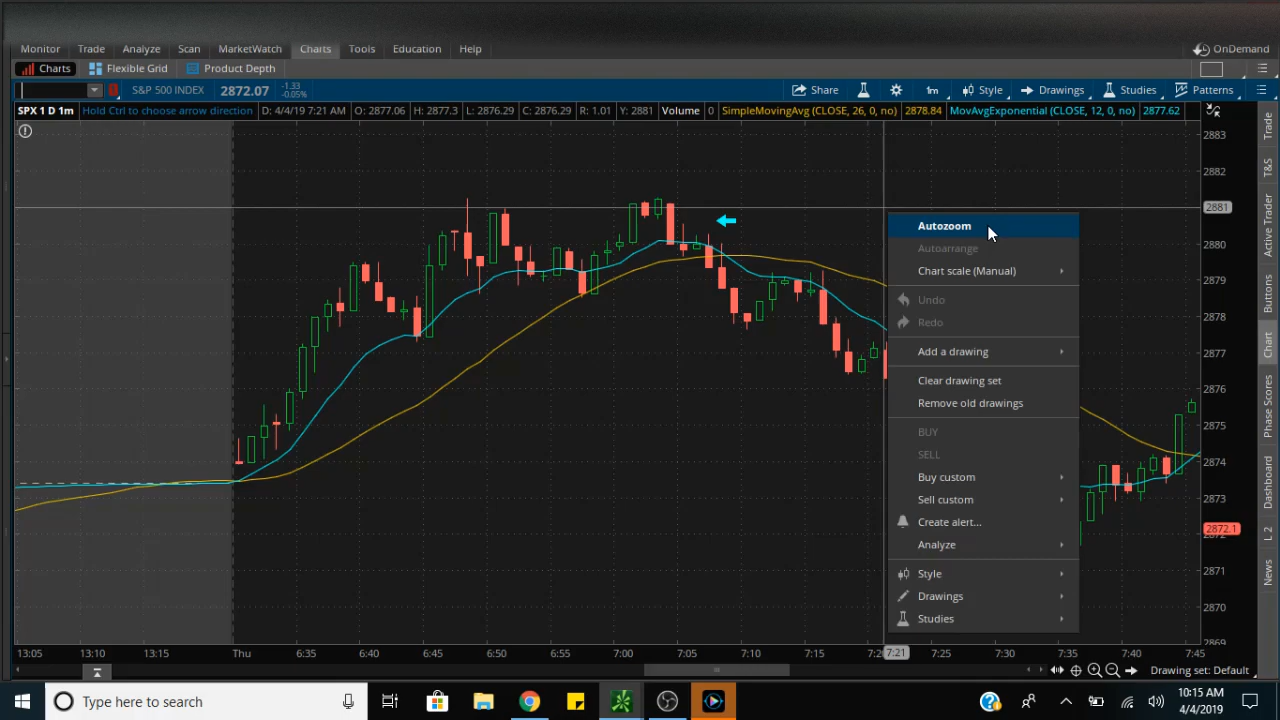 Monitor Trade Analyze Scan MarketWatch Charts Tools Education Help OnDemand
Charts Flexible Grid Product Depth
S&P 500 INDEX 2872.07 -1.33 -0.05% Share 1m Style Drawings Studies Patterns
SPX 1 D 1m Hold Ctrl to choose arrow direction D: 4/4/19 7:21 AM O: 2877.06 H: 2877.3 L: 2876.29 C: 2876.29 R: 1.01 Y: 2881 Volume 0 SimpleMovingAvg (CLOSE, 26, 0, no) 2878.84 MovAvgExponential (CLOSE, 12, 0, no) 2877.62
2883
2882
2881
2880
2879
2878
2877
2876
2875
2874
2873
2872.1
2871
2870
2869
Autozoom
Autoarrange
Chart scale (Manual)
Undo
Redo
Add a drawing
Clear drawing set
Remove old drawings
BUY
SELL
Buy custom
Sell custom
Create alert...
Analyze
Style
Drawings
Studies
Trade
T&S
Active Trader
Buttons
Chart
Phase Scores
Dashboard
L 2
News
13:05 13:10 13:15 Thu 6:35 6:40 6:45 6:50 6:55 7:00 7:05 7:10 7:15 7:21 7:25 7:30 7:35 7:40 7:45
Drawing set: Default
Type here to search
10:15 AM
4/4/2019